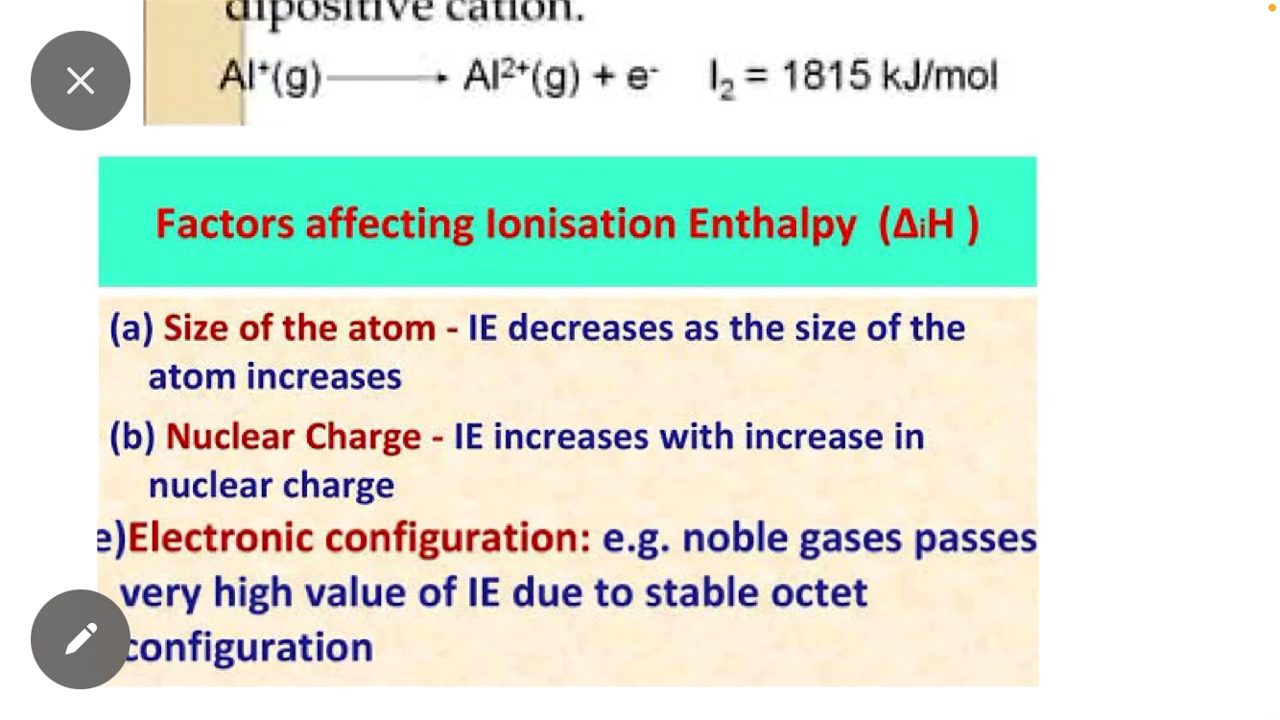 dipositive cation.
Al⁺(g) ⟶ Al²⁺(g) + e⁻ I₂ = 1815 kJ/mol
Factors affecting Ionisation Enthalpy (ΔiH )
(a) Size of the atom - IE decreases as the size of the
atom increases
(b) Nuclear Charge - IE increases with increase in
nuclear charge
e)Electronic configuration: e.g. noble gases passes
very high value of IE due to stable octet
configuration